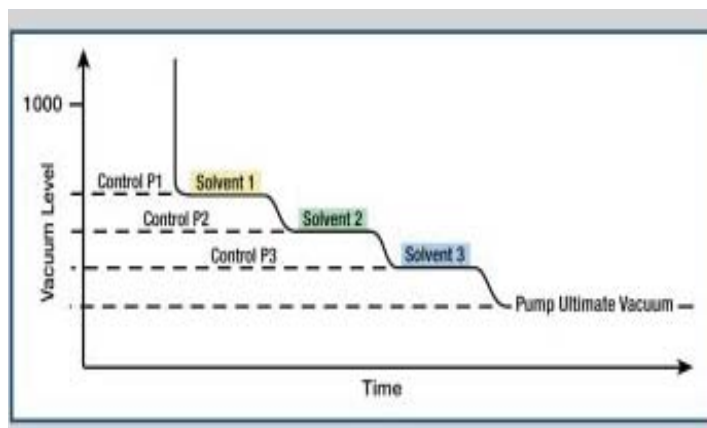 1000
Control P1
Solvent 1
Control P2
Solvent 2
Control P3
Solvent 3
Pump Ultimate Vacuum
Vacuum Level
Time